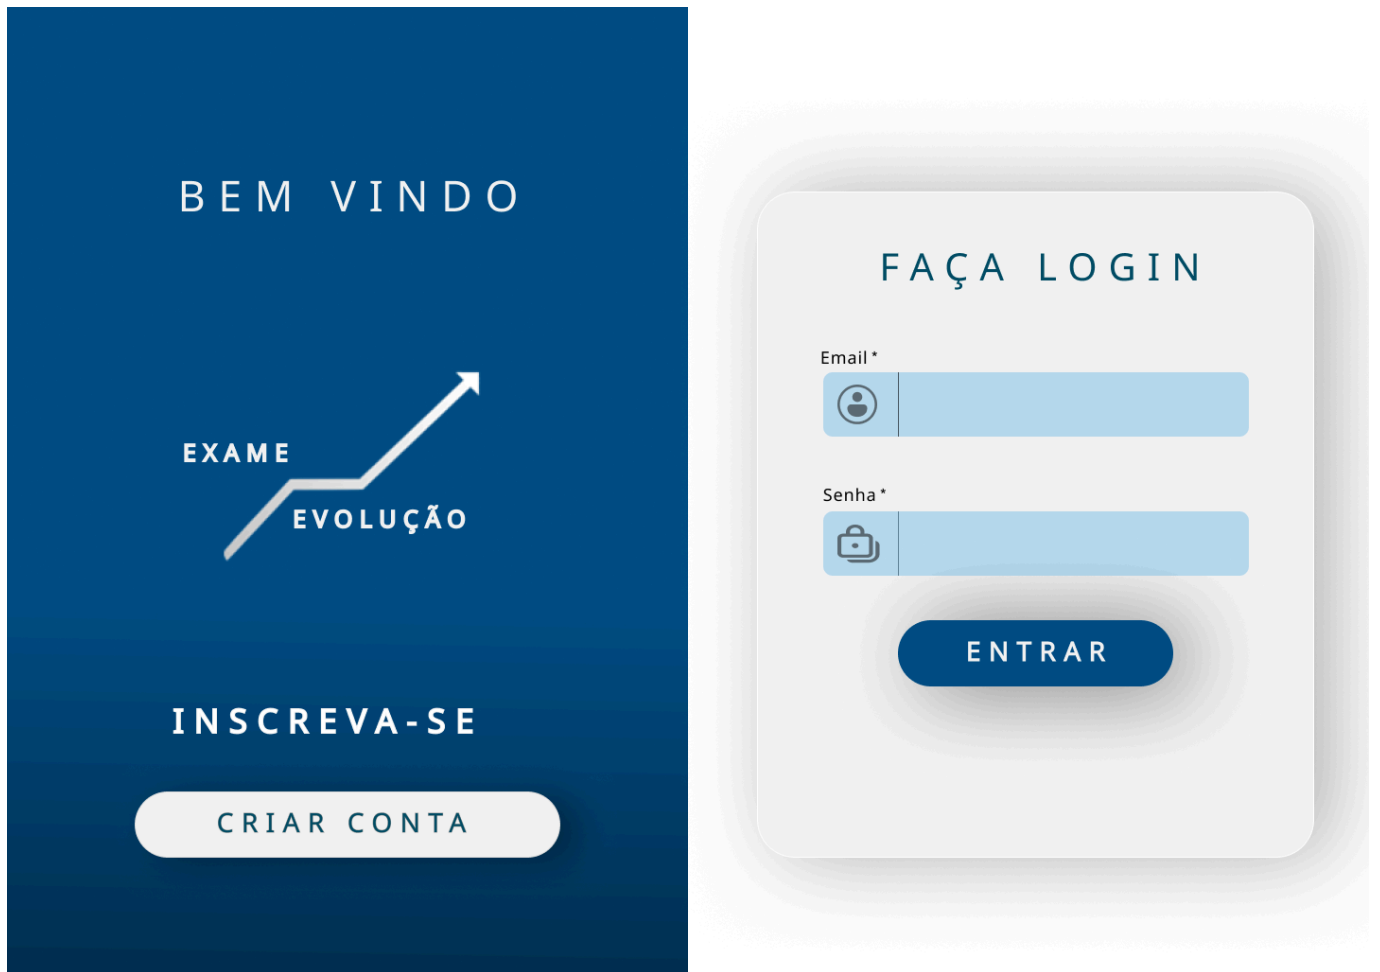 BEM VINDO
EXAME
EVOLUÇÃO
INSCREVA-SE
CRIAR CONTA
FAÇA LOGIN
Email *
Senha *
ENTRAR